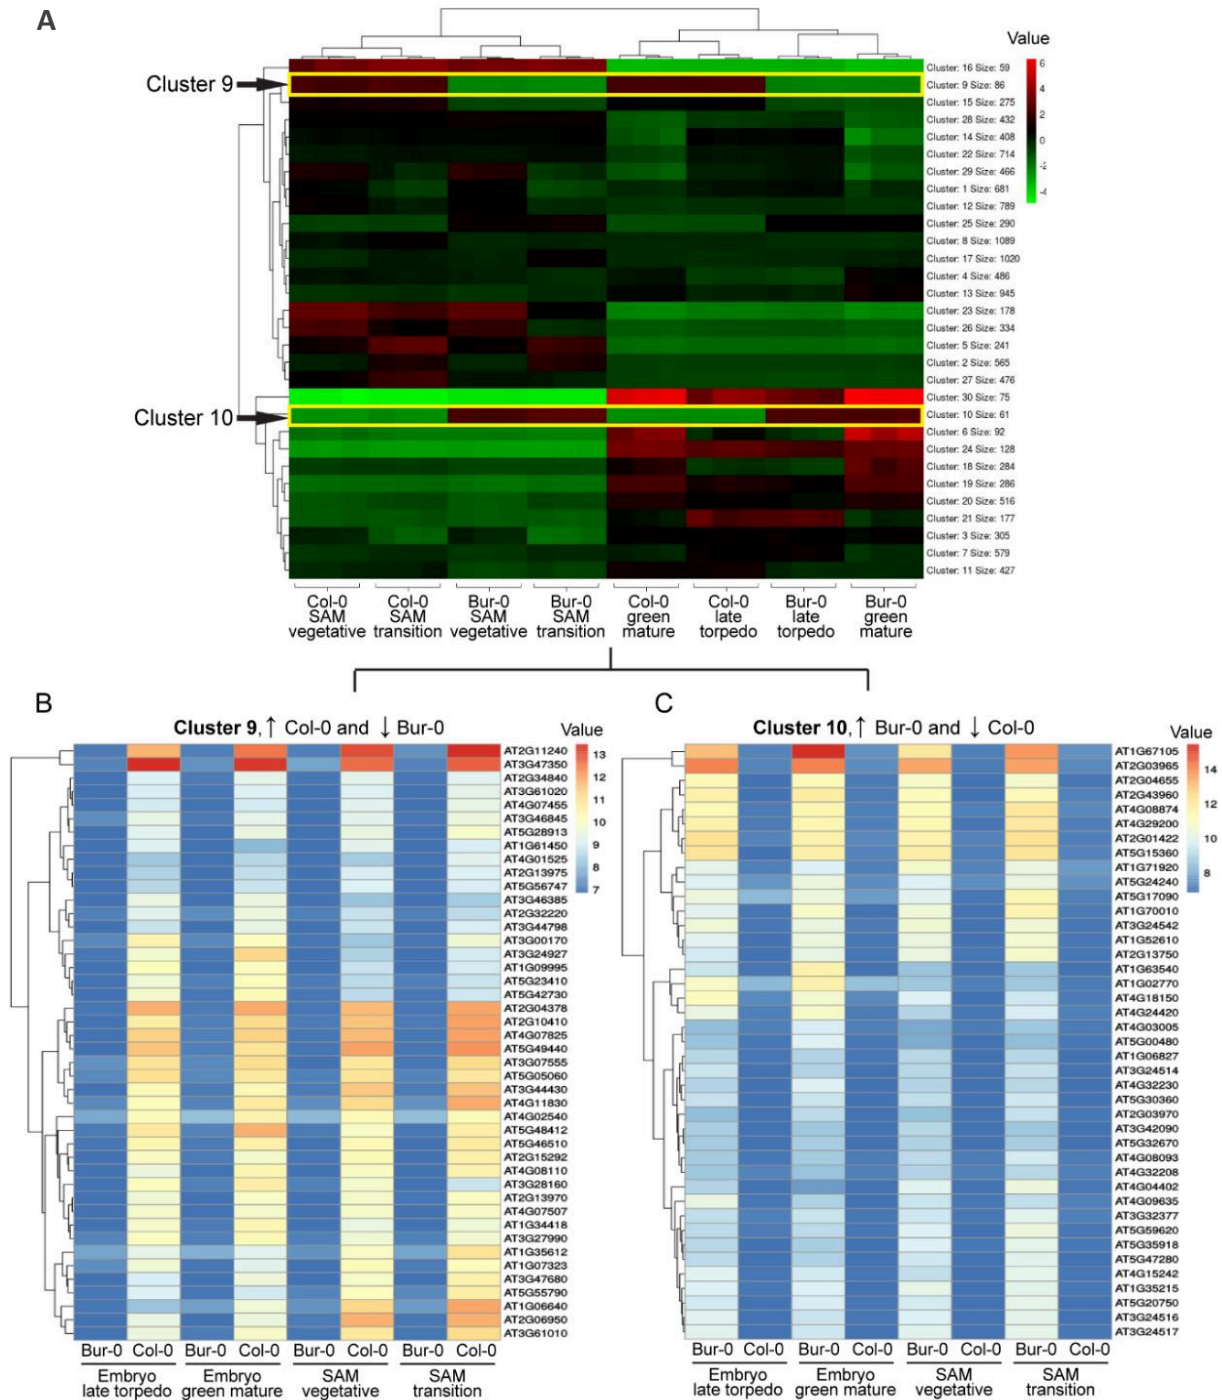 A
Value
Cluster 9
Cluster 10
6
4
2
0
-2
-4
Cluster: 16 Size: 59
Cluster: 9 Size: 86
Cluster: 15 Size: 275
Cluster: 28 Size: 432
Cluster: 14 Size: 408
Cluster: 22 Size: 714
Cluster: 29 Size: 466
Cluster: 1 Size: 681
Cluster: 12 Size: 789
Cluster: 25 Size: 290
Cluster: 8 Size: 1089
Cluster: 17 Size: 1020
Cluster: 4 Size: 486
Cluster: 13 Size: 945
Cluster: 23 Size: 178
Cluster: 26 Size: 334
Cluster: 5 Size: 241
Cluster: 2 Size: 565
Cluster: 27 Size: 476
Cluster: 30 Size: 75
Cluster: 10 Size: 61
Cluster: 6 Size: 92
Cluster: 24 Size: 128
Cluster: 18 Size: 284
Cluster: 19 Size: 286
Cluster: 20 Size: 516
Cluster: 21 Size: 177
Cluster: 3 Size: 305
Cluster: 7 Size: 579
Cluster: 11 Size: 427
Col-0 Col-0 Bur-0 Bur-0 Col-0 Col-0 Bur-0 Bur-0
SAM SAM SAM SAM green late late green
vegetative transition vegetative transition mature torpedo torpedo mature
B
Cluster 9, ↑ Col-0 and ↓ Bur-0
Value
13
12
11
10
9
8
7
AT2G11240
AT3G47350
AT2G34840
AT3G61020
AT4G07455
AT3G46845
AT5G28913
AT1G61450
AT4G01525
AT2G13975
AT5G56747
AT3G46385
AT2G32220
AT3G44798
AT3G00170
AT3G24927
AT1G09995
AT5G23410
AT5G42730
AT2G04378
AT2G10410
AT4G07825
AT5G49440
AT3G07555
AT5G05060
AT3G44430
AT4G11830
AT4G02540
AT5G48412
AT5G46510
AT2G15292
AT4G08110
AT3G28160
AT2G13970
AT4G07507
AT1G34418
AT3G27990
AT1G35612
AT1G07323
AT3G47680
AT5G55790
AT1G06640
AT2G06950
AT3G61010
Bur-0 Col-0 Bur-0 Col-0 Bur-0 Col-0 Bur-0 Col-0
Embryo Embryo SAM SAM
late torpedo green mature vegetative transition
C
Cluster 10, ↑ Bur-0 and ↓ Col-0
Value
14
12
10
8
AT1G67105
AT2G03965
AT2G04655
AT2G43960
AT4G08874
AT4G29200
AT2G01422
AT5G15360
AT1G71920
AT5G24240
AT5G17090
AT1G70010
AT3G24542
AT1G52610
AT2G13750
AT1G63540
AT1G02770
AT4G18150
AT4G24420
AT4G03005
AT5G00480
AT1G06827
AT3G24514
AT4G32230
AT5G30360
AT2G03970
AT3G42090
AT5G32670
AT4G08093
AT4G32208
AT4G04402
AT4G09635
AT3G32377
AT5G59620
AT5G35918
AT5G47280
AT4G15242
AT1G35215
AT5G20750
AT3G24516
AT3G24517
Bur-0 Col-0 Bur-0 Col-0 Bur-0 Col-0 Bur-0 Col-0
Embryo Embryo SAM SAM
late torpedo green mature vegetative transition